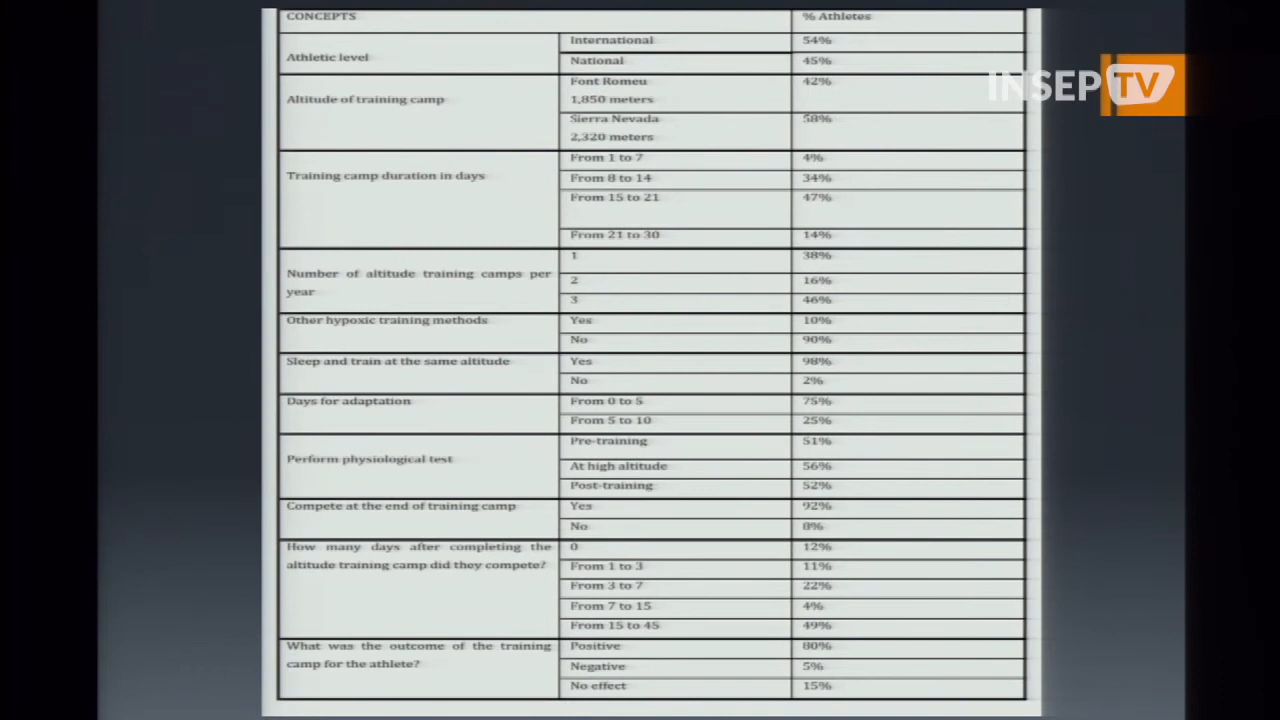 CONCEPTS % Athletes
Athletic level International 54%
National 45%
Altitude of training camp Font Romeu 42%
1,850 meters
Sierra Nevada 58%
2,320 meters
Training camp duration in days From 1 to 7 4%
From 8 to 14 34%
From 15 to 21 47%
From 21 to 30 14%
Number of altitude training camps per year 1 38%
2 16%
3 46%
Other hypoxic training methods Yes 10%
No 90%
Sleep and train at the same altitude Yes 98%
No 2%
Days for adaptation From 0 to 5 75%
From 5 to 10 25%
Perform physiological test Pre-training 51%
At high altitude 56%
Post-training 52%
Compete at the end of training camp Yes 92%
No 8%
How many days after completing the altitude training camp did they compete? 0 12%
From 1 to 3 11%
From 3 to 7 22%
From 7 to 15 4%
From 15 to 45 49%
What was the outcome of the training camp for the athlete? Positive 80%
Negative 5%
No effect 15%
INSEP TV